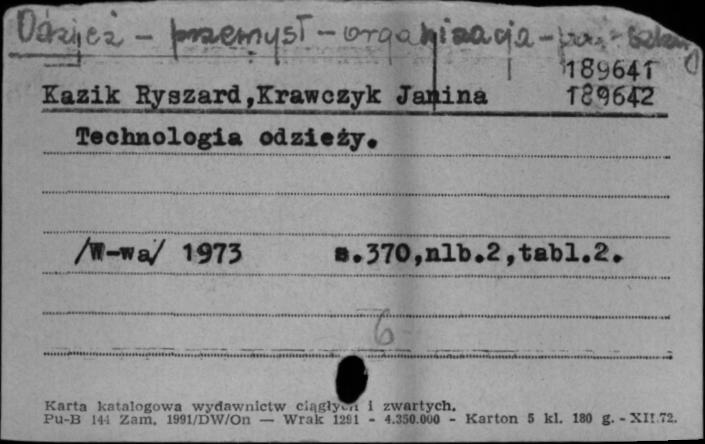 Odzież - przemysł - organizacja -
189641
Kazik Ryszard,Krawczyk Janina 189642
Technologia odzieży.
/W-wa/ 1973 s.370,nlb.2,tabl.2.
6
Karta katalogowa wydawnictw ciągłych i zwartych.
Pu-B 144 Zam. 1991/DW/On — Wrak 1291 - 4.350.000 - Karton 5 kl. 180 g. - XII.72.